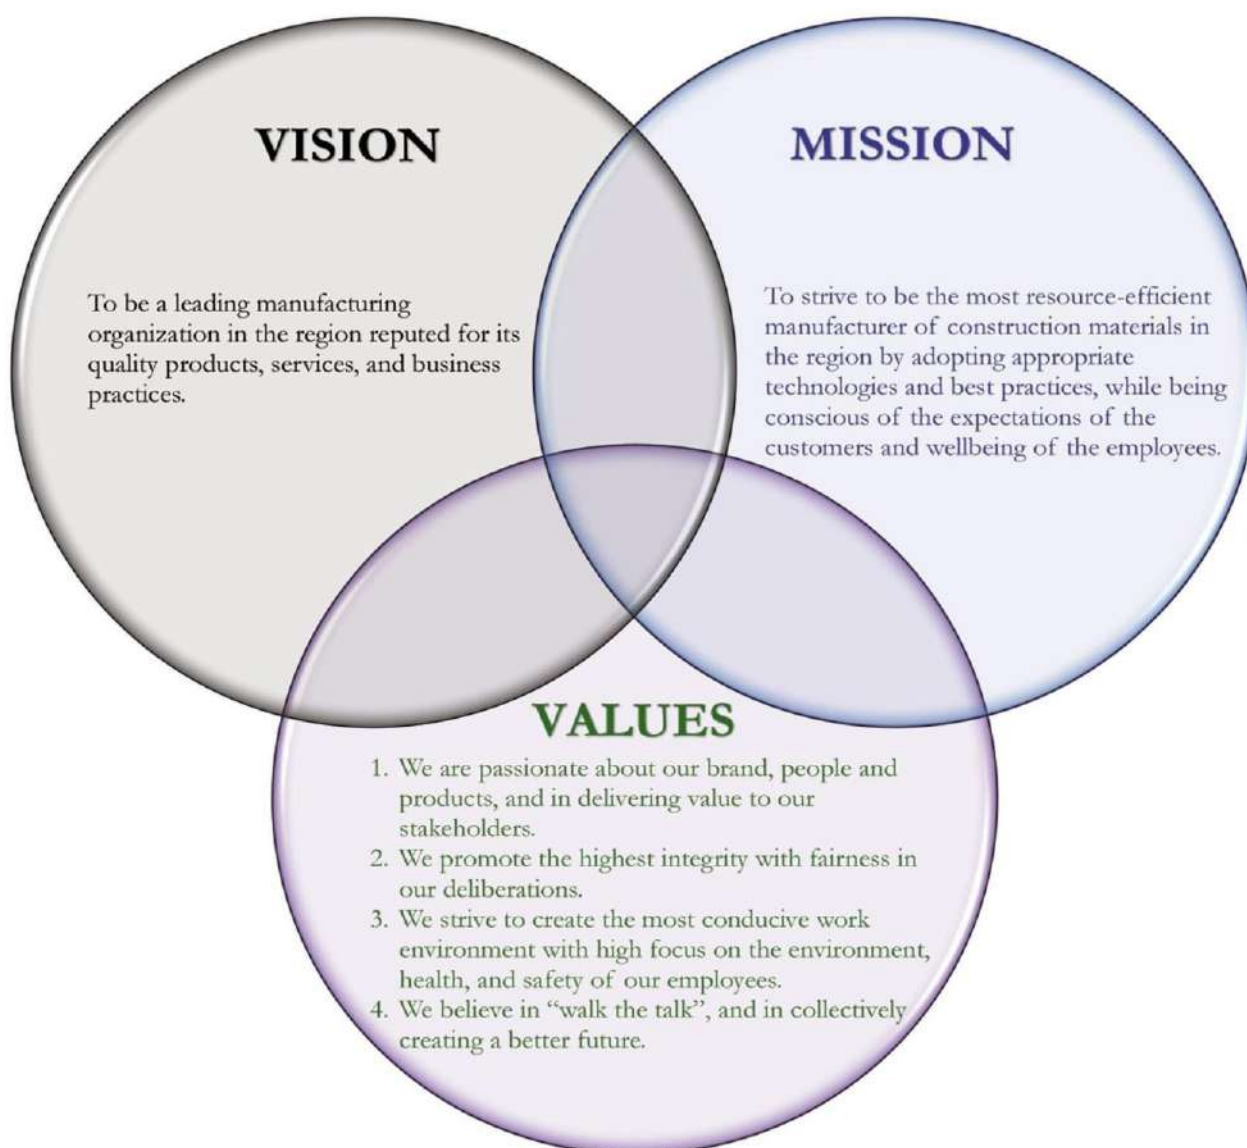 VISION
To be a leading manufacturing
organization in the region reputed for its
quality products, services, and business
practices.
MISSION
To strive to be the most resource-efficient
manufacturer of construction materials in
the region by adopting appropriate
technologies and best practices, while being
conscious of the expectations of the
customers and wellbeing of the employees.
VALUES
1. We are passionate about our brand, people and
products, and in delivering value to our
stakeholders.
2. We promote the highest integrity with fairness in
our deliberations.
3. We strive to create the most conducive work
environment with high focus on the environment,
health, and safety of our employees.
4. We believe in “walk the talk”, and in collectively
creating a better future.